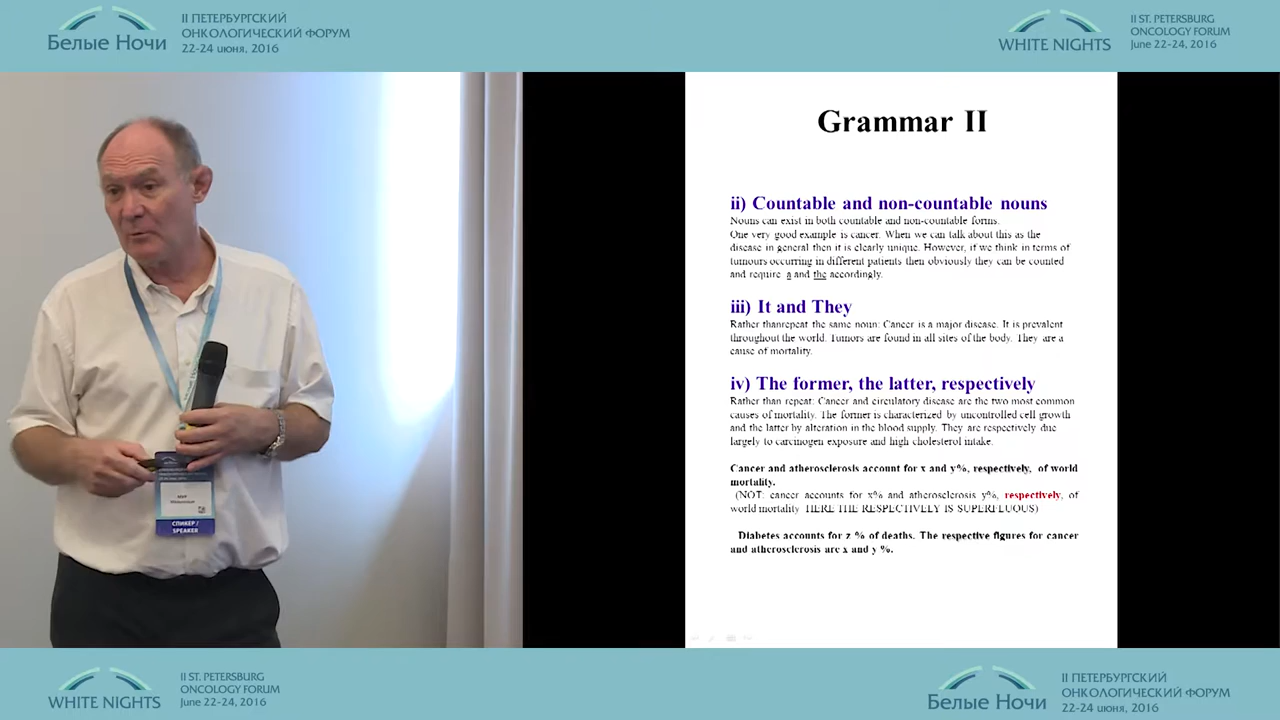 Белые Ночи
II ПЕТЕРБУРГСКИЙ
ОНКОЛОГИЧЕСКИЙ ФОРУМ
22-24 июня, 2016
WHITE NIGHTS
II ST. PETERSBURG
ONCOLOGY FORUM
June 22-24, 2016
Grammar II
ii) Countable and non-countable nouns
Nouns can exist in both countable and non-countable forms.
One very good example is cancer. When we can talk about this as the
disease in general then it is clearly unique. However, if we think in terms of
tumours occurring in different patients then obviously they can be counted
and require a and the accordingly.
iii) It and They
Rather thanrepeat the same noun: Cancer is a major disease. It is prevalent
throughout the world. Tumors are found in all sites of the body. They are a
cause of mortality.
iv) The former, the latter, respectively
Rather than repeat: Cancer and circulatory disease are the two most common
causes of mortality. The former is characterized by uncontrolled cell growth
and the latter by alteration in the blood supply. They are respectively due
largely to carcinogen exposure and high cholesterol intake.
Cancer and atherosclerosis account for x and y%, respectively, of world
mortality.
(NOT: cancer accounts for x% and atherosclerosis y%, respectively, of
world mortality HERE THE RESPECTIVELY IS SUPERFLUOUS)
Diabetes accounts for z % of deaths. The respective figures for cancer
and atherosclerosis are x and y %.
СПИКЕР /
SPEAKER
WHITE NIGHTS
II ST. PETERSBURG
ONCOLOGY FORUM
June 22-24, 2016
Белые Ночи
II ПЕТЕРБУРГСКИЙ
ОНКОЛОГИЧЕСКИЙ ФОРУМ
22-24 июня, 2016